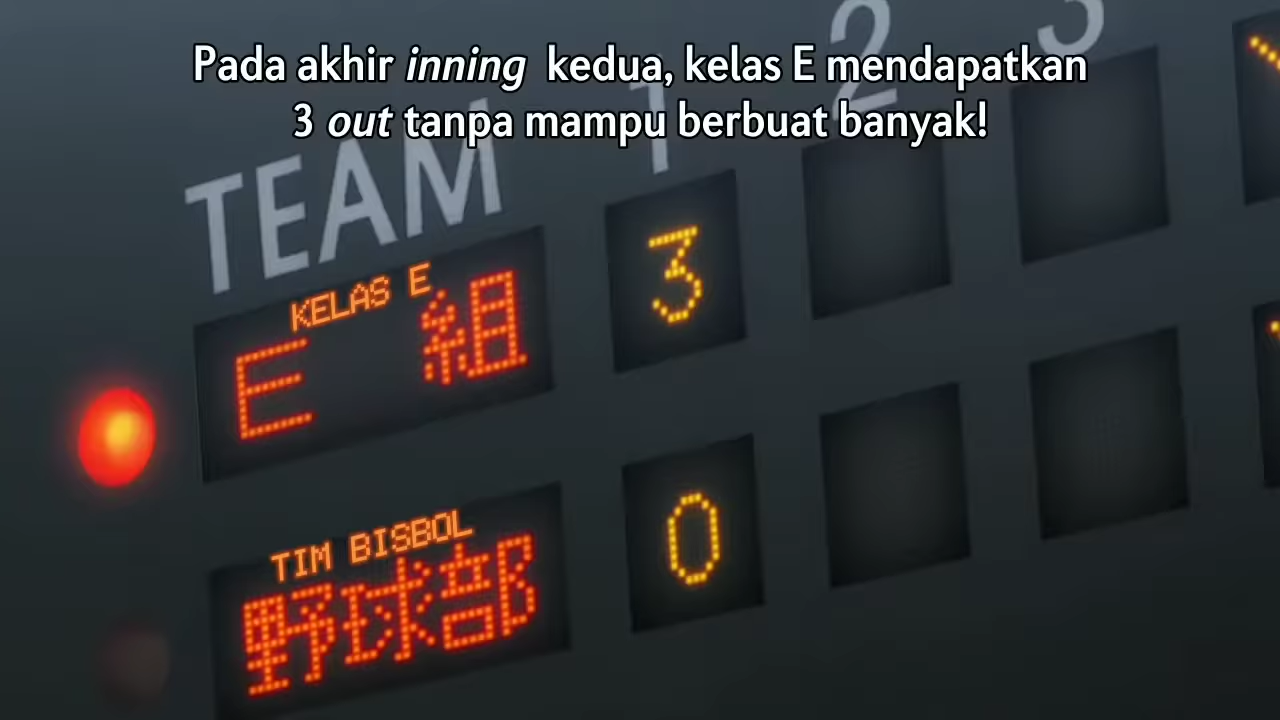 Pada akhir inning kedua, kelas E mendapatkan
3 out tanpa mampu berbuat banyak!
TEAM 1 2 3
KELAS E
E 組 3
TIM BISBOL
野球部 0